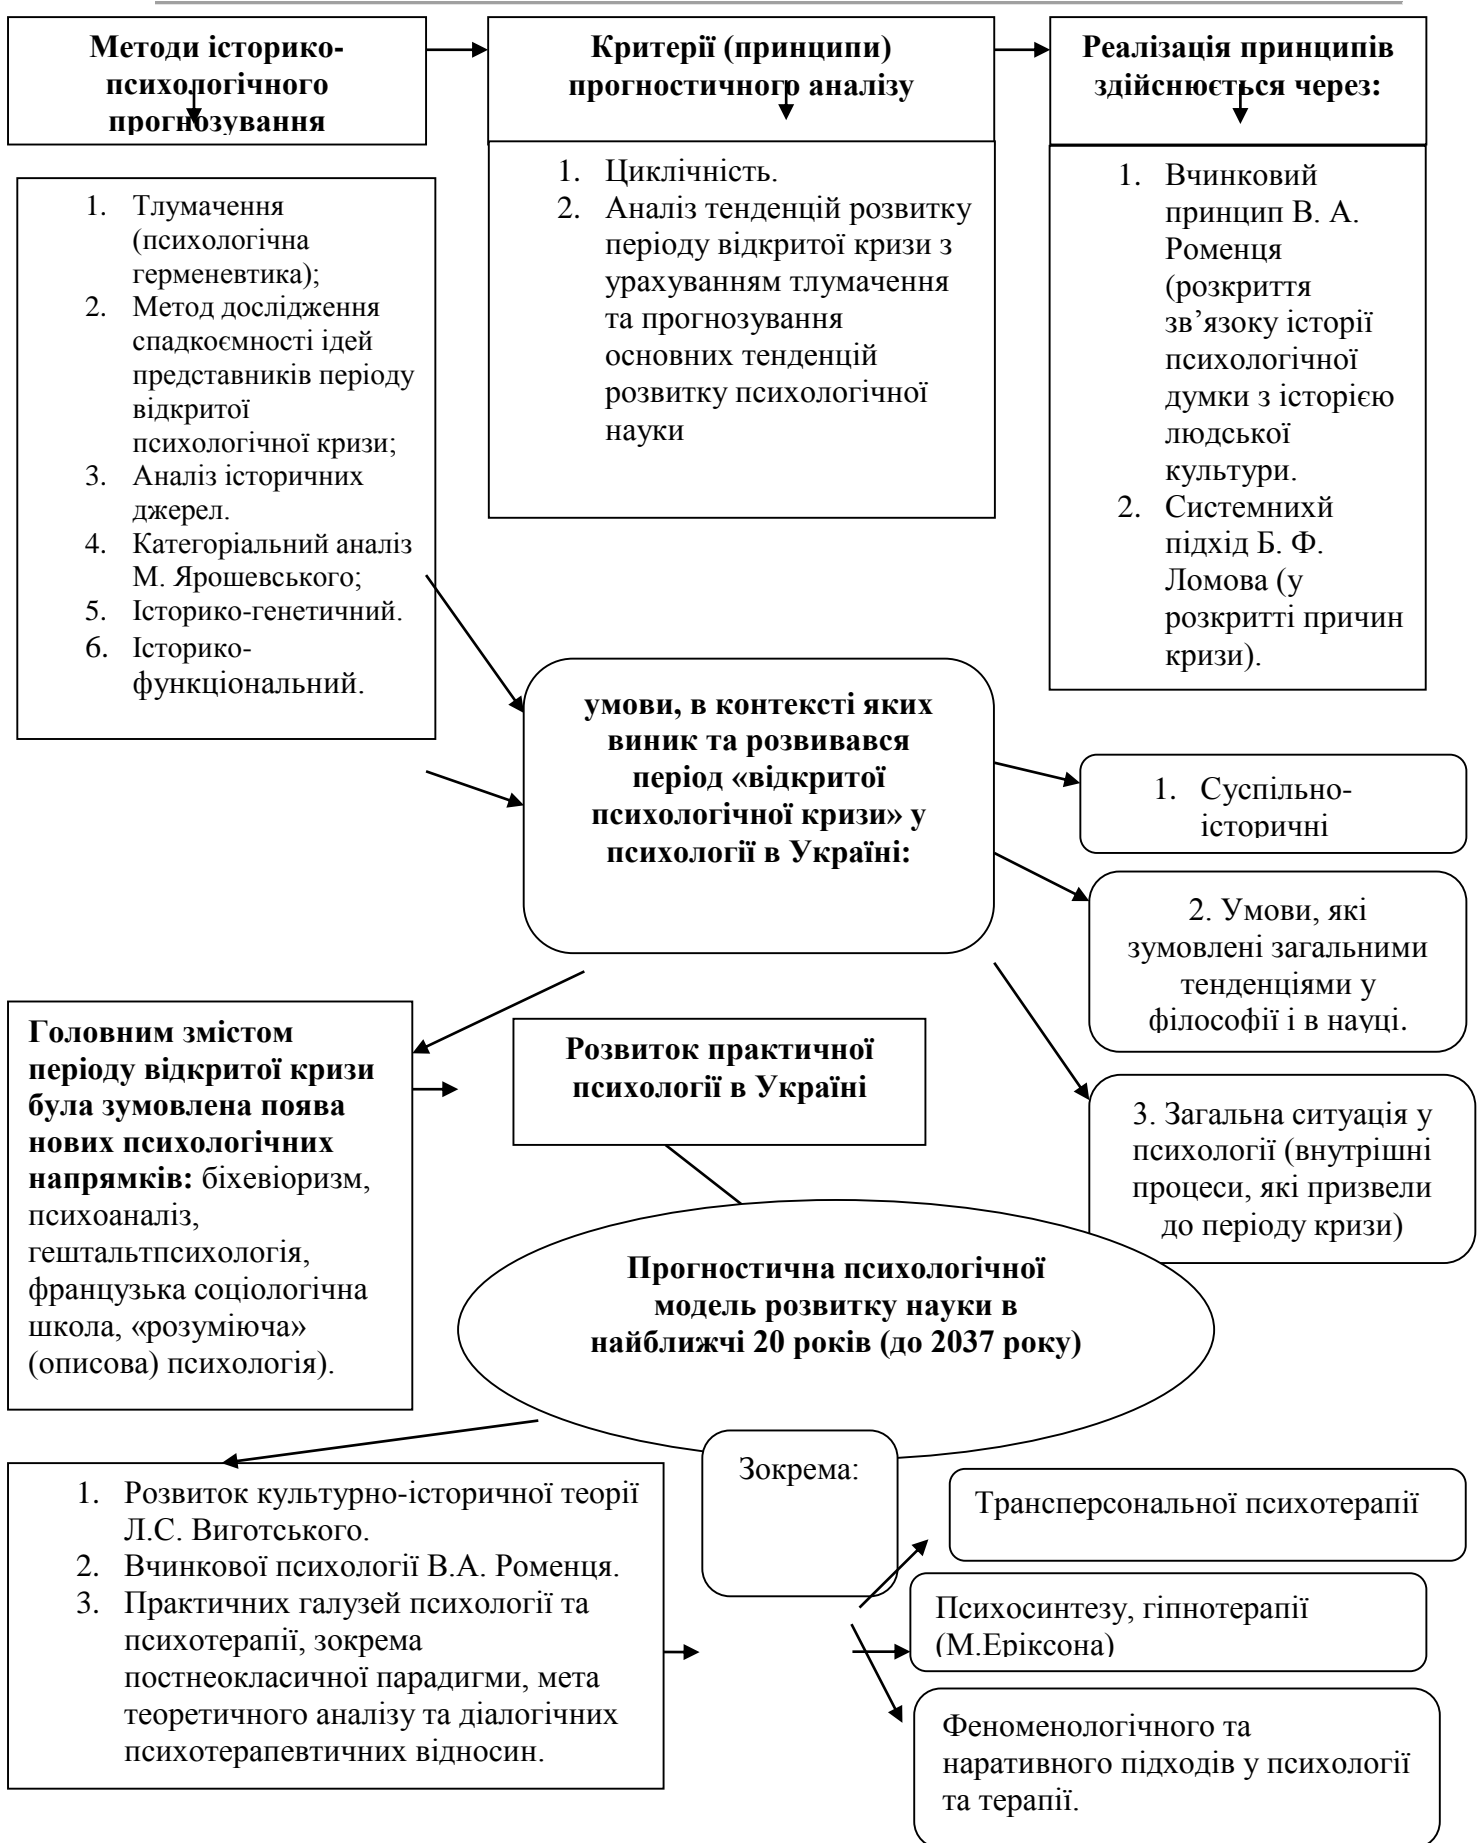 Методи історико-
психологічного
прогнозування
Критерії (принципи)
прогностичного аналізу
Реалізація принципів
здійснюється через:
1. Тлумачення
(психологічна
герменевтика);
2. Метод дослідження
спадкоємності ідей
представників періоду
відкритої
психологічної кризи;
3. Аналіз історичних
джерел.
4. Категоріальний аналіз
М. Ярошевського;
5. Історико-генетичний.
6. Історико-
функціональний.
1. Циклічність.
2. Аналіз тенденцій розвитку
періоду відкритої кризи з
урахуванням тлумачення
та прогнозування
основних тенденцій
розвитку психологічної
науки
1. Вчинковий
принцип В. А.
Роменця
(розкриття
зв’язоку історії
психологічної
думки з історією
людської
культури.
2. Системнихй
підхід Б. Ф.
Ломова (у
розкритті причин
кризи).
умови, в контексті яких
виник та розвивався
період «відкритої
психологічної кризи» у
психології в Україні:
1. Суспільно-
історичні
2. Умови, які
зумовлені загальними
тенденціями у
філософії і в науці.
3. Загальна ситуація у
психології (внутрішні
процеси, які призвели
до періоду кризи)
Головним змістом
періоду відкритої кризи
була зумовлена поява
нових психологічних
напрямків: біхевіоризм,
психоаналіз,
гештальтпсихологія,
французька соціологічна
школа, «розуміюча»
(описова) психологія).
Розвиток практичної
психології в Україні
Прогностична психологічної
модель розвитку науки в
найближчі 20 років (до 2037 року)
1. Розвиток культурно-історичної теорії
Л.С. Виготського.
2. Вчинкової психології В.А. Роменця.
3. Практичних галузей психології та
психотерапії, зокрема
постнеокласичної парадигми, мета
теоретичного аналізу та діалогічних
психотерапевтичних відносин.
Зокрема:
Трансперсональної психотерапії
Психосинтезу, гіпнотерапії
(М.Еріксона)
Феноменологічного та
наративного підходів у психології
та терапії.